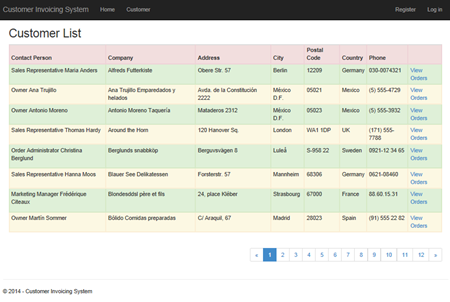 Customer Invoicing System Home Customer Register Log in
Customer List
Contact Person Company Address City Postal Code Country Phone
Sales Representative Maria Anders Alfreds Futterkiste Obere Str. 57 Berlin 12209 Germany 030-0074321 View Orders
Owner Ana Trujillo Ana Trujillo Emparedados y helados Avda. de la Constitución 2222 México D.F. 05021 Mexico (5) 555-4729 View Orders
Owner Antonio Moreno Antonio Moreno Taquería Mataderos 2312 México D.F. 05023 Mexico (5) 555-3932 View Orders
Sales Representative Thomas Hardy Around the Horn 120 Hanover Sq. London WA1 1DP UK (171) 555-7788 View Orders
Order Administrator Christina Berglund Berglunds snabbköp Berguvsvägen 8 Luleå S-958 22 Sweden 0921-12 34 65 View Orders
Sales Representative Hanna Moos Blauer See Delikatessen Forsterstr. 57 Mannheim 68306 Germany 0621-08460 View Orders
Marketing Manager Frédérique Citeaux Blondesddsl père et fils 24, place Kléber Strasbourg 67000 France 88.60.15.31 View Orders
Owner Martín Sommer Bólido Comidas preparadas C/ Araquil, 67 Madrid 28023 Spain (91) 555 22 82 View Orders
« 1 2 3 4 5 6 7 8 9 10 11 12 »
© 2014 - Customer Invoicing System